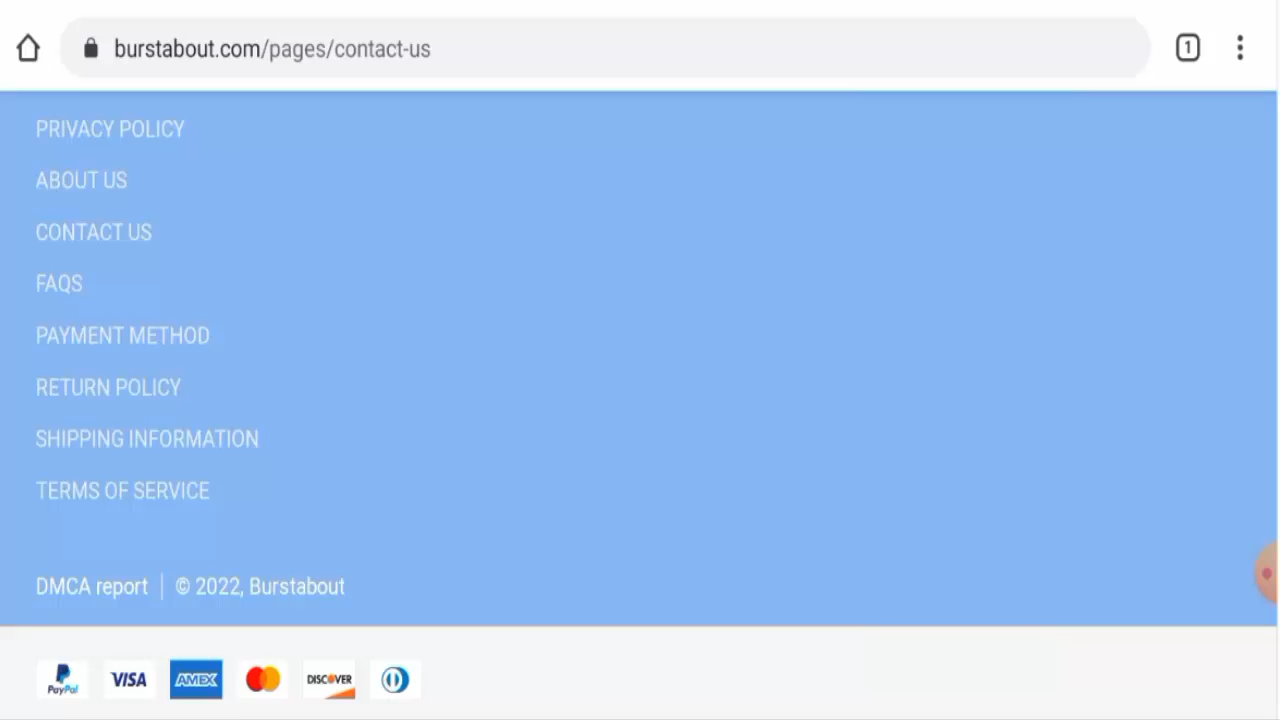 burstabout.com/pages/contact-us
1
PRIVACY POLICY
ABOUT US
CONTACT US
FAQS
PAYMENT METHOD
RETURN POLICY
SHIPPING INFORMATION
TERMS OF SERVICE
DMCA report | © 2022, Burstabout
PayPal VISA AMEX DISCOVER